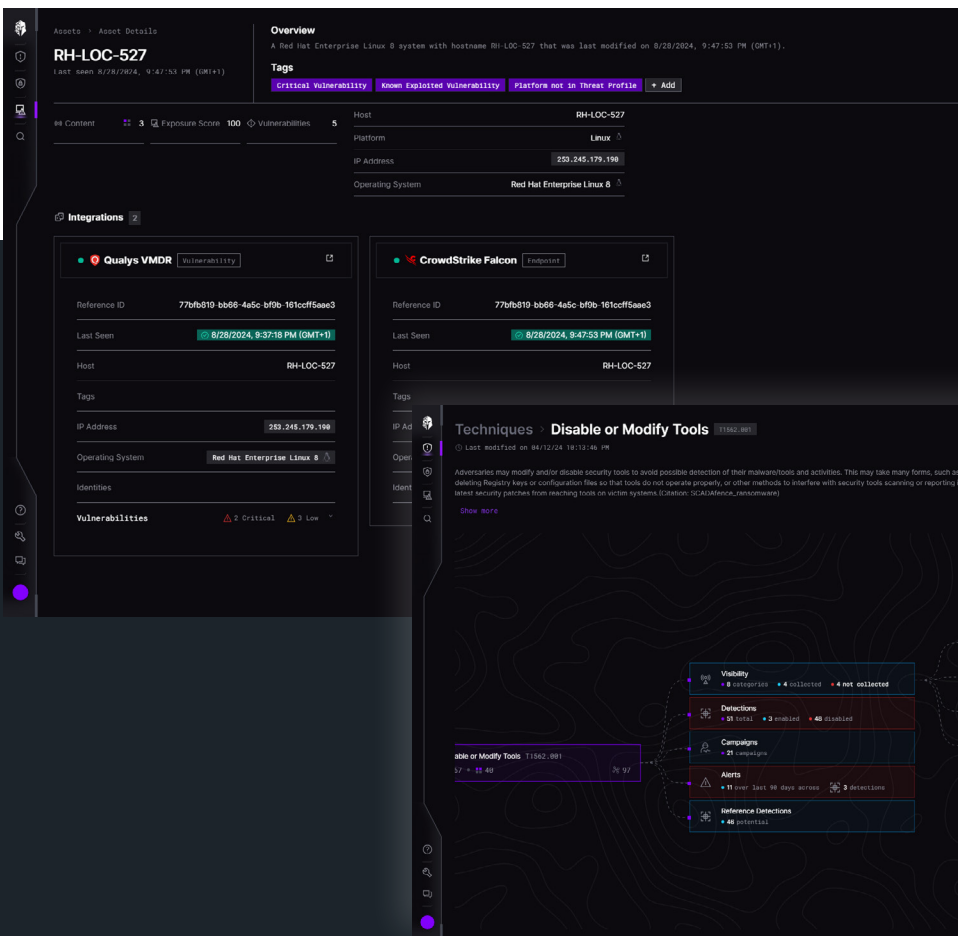 Assets > Asset Details
RH-LOC-527
Last seen 8/28/2024, 9:47:53 PM (GMT+1)
Overview
A Red Hat Enterprise Linux 8 system with hostname RH-LOC-527 that was last modified on 8/28/2024, 9:47:53 PM (GMT+1).
Tags
Critical Vulnerability Known Exploited Vulnerability Platform not in Threat Profile + Add
Content 3 Exposure Score 100 Vulnerabilities 5
Host RH-LOC-527
Platform Linux
IP Address 253.245.179.190
Operating System Red Hat Enterprise Linux 8
Integrations 2
Qualys VMDR Vulnerability
Reference ID 77bfb819-bb66-4a5c-bf9b-161ccff5aae3
Last Seen 8/28/2024, 9:37:18 PM (GMT+1)
Host RH-LOC-527
Tags
IP Address 253.245.179.190
Operating System Red Hat Enterprise Linux 8
Identities
Vulnerabilities 2 Critical 3 Low
CrowdStrike Falcon Endpoint
Reference ID 77bfb819-bb66-4a5c-bf9b-161ccff5aae3
Last Seen 8/28/2024, 9:47:53 PM (GMT+1)
Host RH-LOC-527
Tags
IP Ad
Oper
Ident
Techniques > Disable or Modify Tools T1562.001
Last modified on 04/12/24 10:13:46 PM
Adversaries may modify and/or disable security tools to avoid possible detection of their malware/tools and activities. This may take many forms, such as
deleting Registry keys or configuration files so that tools do not operate properly, or other methods to interfere with security tools scanning or reporting i
latest security patches from reaching tools on victim systems.(Citation: SCADAfence_ransomware)
Show more
able or Modify Tools T1562.001
57 + 40 97
Visibility
8 categories 4 collected 4 not collected
Detections
51 total 3 enabled 48 disabled
Campaigns
21 campaigns
Alerts
11 over last 90 days across 3 detections
Reference Detections
46 potential